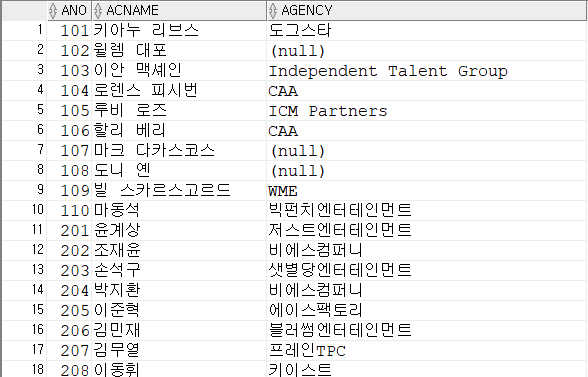 ANO ACNAME AGENCY
1 101 키아누 리브스 도그스타
2 102 윌렘 대포 (null)
3 103 이안 맥셰인 Independent Talent Group
4 104 로렌스 피시번 CAA
5 105 루비 로즈 ICM Partners
6 106 할리 베리 CAA
7 107 마크 다카스코스 (null)
8 108 도니 옌 (null)
9 109 빌 스카르스고르드 WME
10 110 마동석 빅펀치엔터테인먼트
11 201 윤계상 저스트엔터테인먼트
12 202 조재윤 비에스컴퍼니
13 203 손석구 샛별당엔터테인먼트
14 204 박지환 비에스컴퍼니
15 205 이준혁 에이스팩토리
16 206 김민재 블러썸엔터테인먼트
17 207 김무열 프레인TPC
18 208 이동휘 키이스트